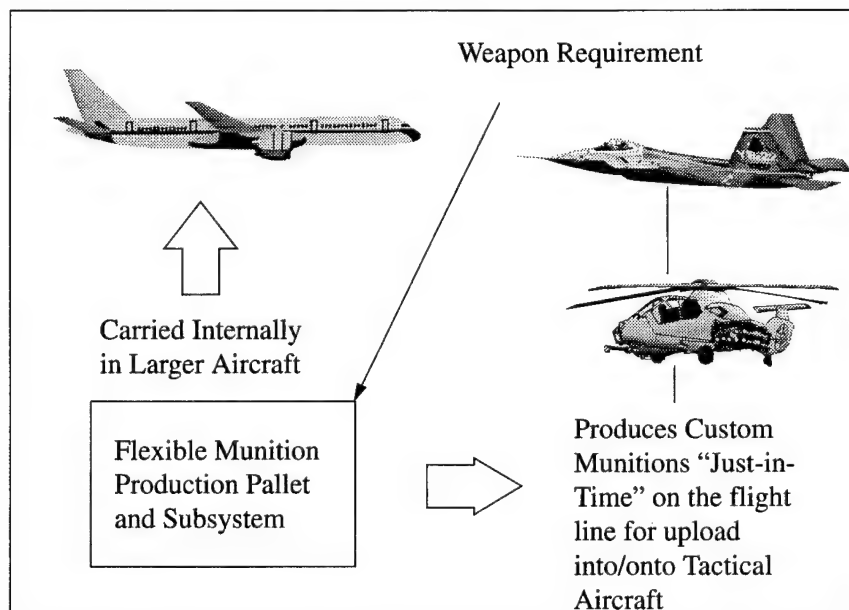 Weapon Requirement
Carried Internally
in Larger Aircraft
Flexible Munition
Production Pallet
and Subsystem
Produces Custom
Munitions “Just-in-
Time” on the flight
line for upload
into/onto Tactical
Aircraft